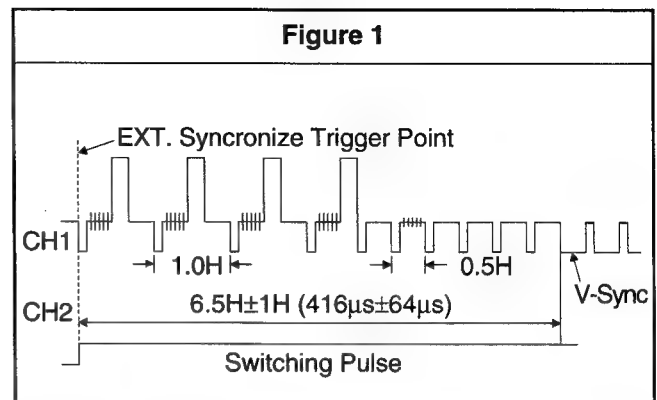 Figure 1
EXT. Syncronize Trigger Point
CH1
1.0H
0.5H
V-Sync
CH2
6.5H±1H (416μs±64μs)
Switching Pulse